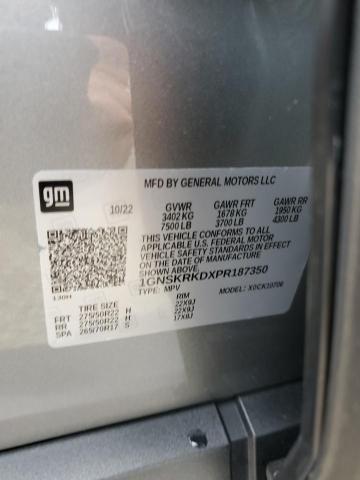 gm
MFD BY GENERAL MOTORS LLC
10/22 GVWR GAWR FRT GAWR RR
3402 KG 1678 KG 1950 KG
7500 LB 3700 LB 4300 LB
THIS VEHICLE CONFORMS TO ALL
APPLICABLE U.S. FEDERAL MOTOR
VEHICLE SAFETY STANDARDS IN EFFECT
ON THE DATE OF MANUFACTURE
SHOWN ABOVE
1GNSKRKDXPR187350
TYPE: MPV MODEL: X0CK10706
TIRE SIZE RIM
FRT 275/50R22 H 22X9J
RR 275/50R22 H 22X9J
SPA 265/70R17 S 17X8J